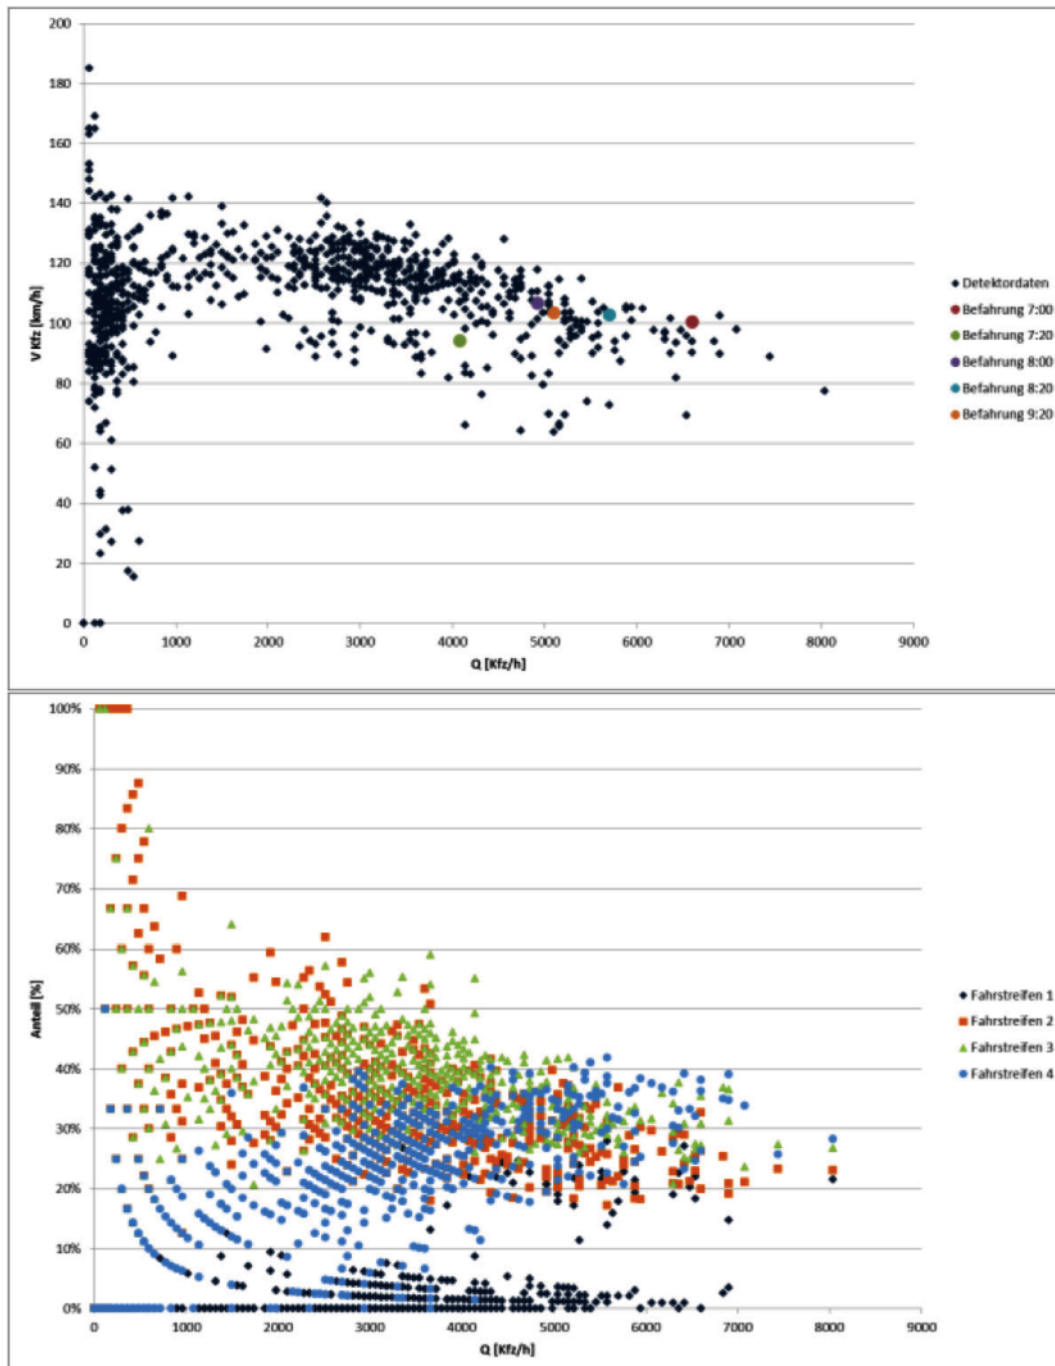 200
180
160
140
120
100
80
60
40
20
0
V Kfz [km/h]
0 1000 2000 3000 4000 5000 6000 7000 8000 9000
Q [Kfz/h]
Detektordaten
Befahrung 7:00
Befahrung 7:20
Befahrung 8:00
Befahrung 8:20
Befahrung 9:20
100%
90%
80%
70%
60%
50%
40%
30%
20%
10%
0%
Anteil [%]
0 1000 2000 3000 4000 5000 6000 7000 8000 9000
Q [Kfz/h]
Fahrstreifen 1
Fahrstreifen 2
Fahrstreifen 3
Fahrstreifen 4